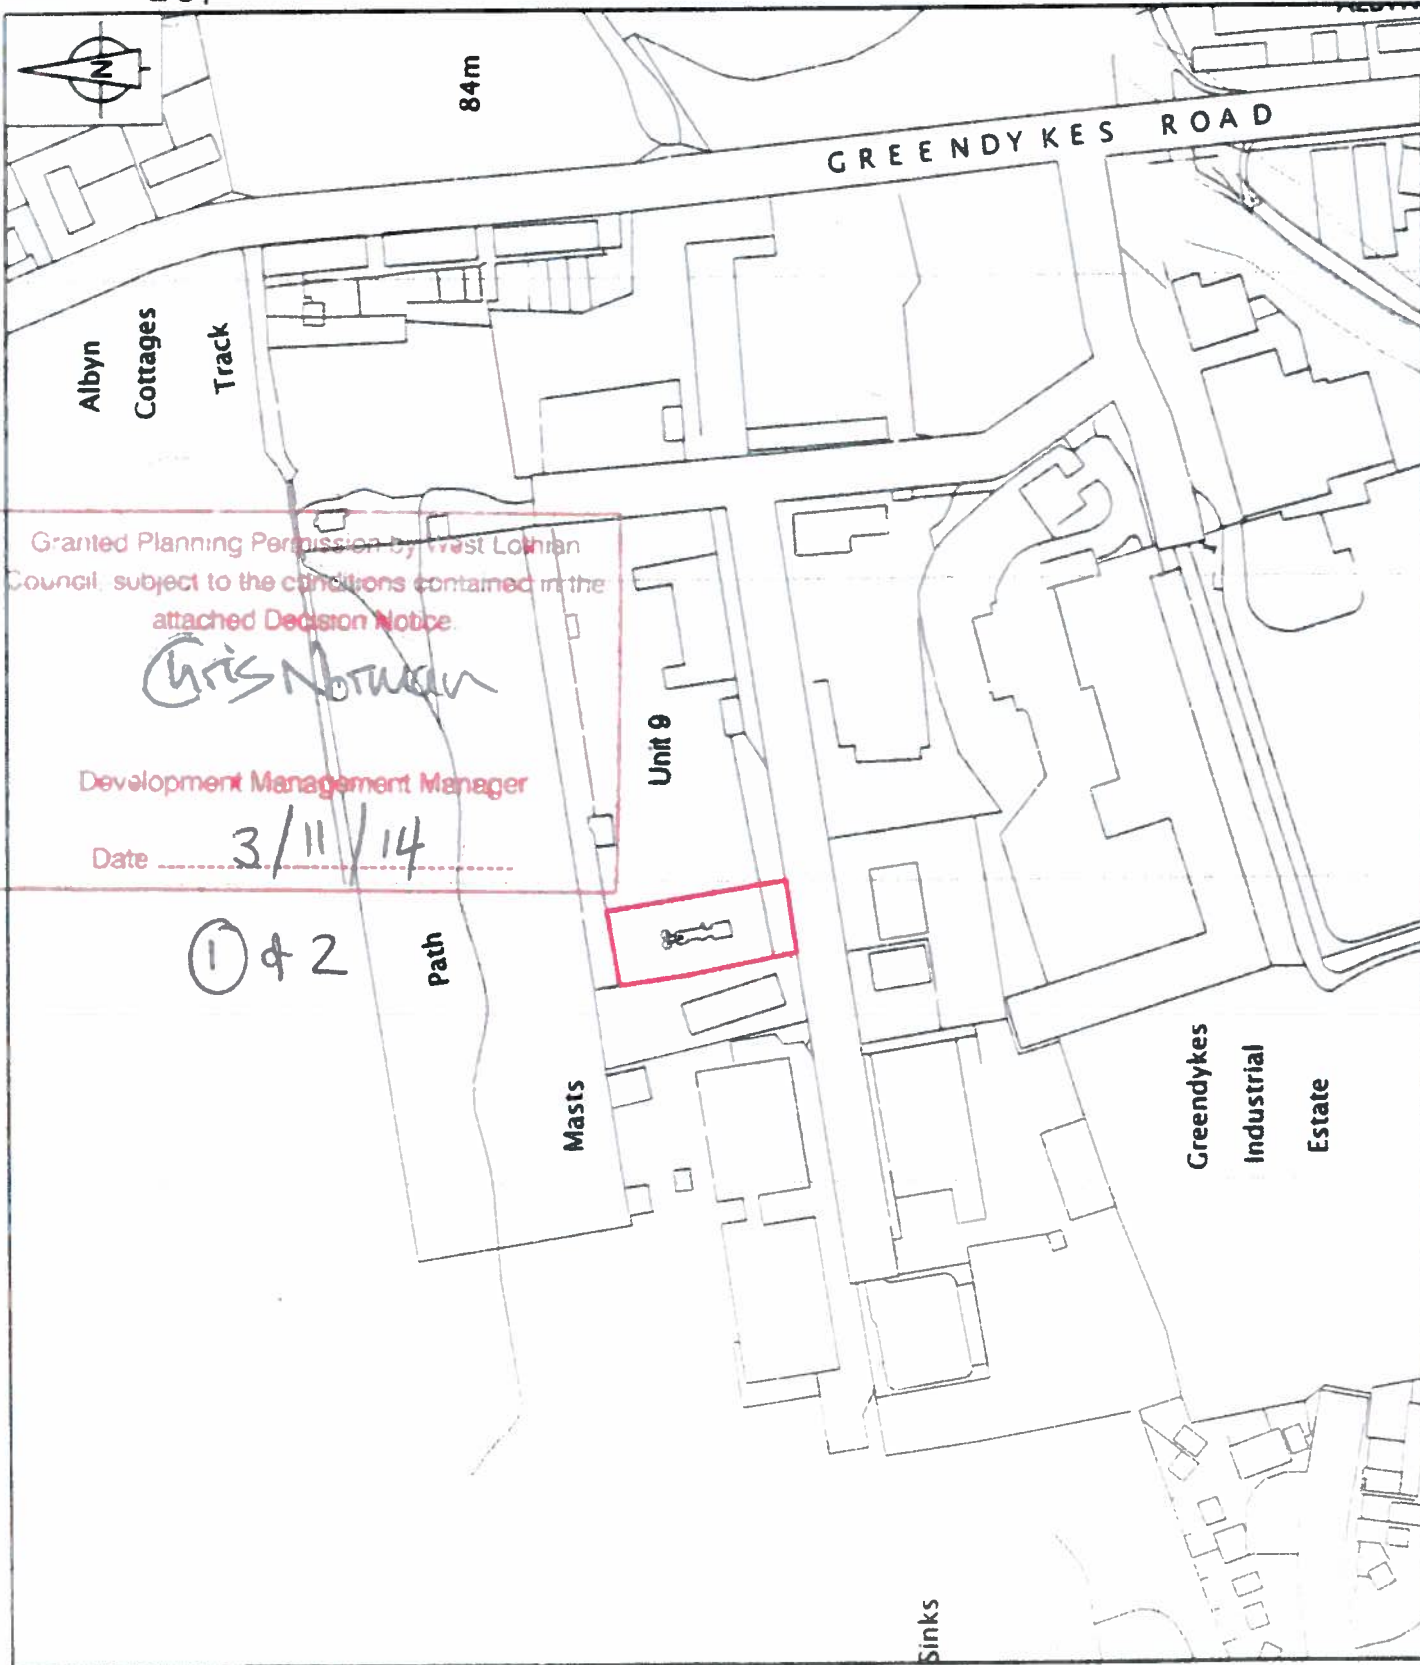 N
84m
GREENDYKES ROAD
Albyn
Cottages
Track
Granted Planning Permission by West Lothian
Council, subject to the conditions contained in the
attached Decision Notice.
Chris Norman
Development Management Manager
Date 3/11/14
1 & 2
Path
Unit 9
Masts
Greendykes
Industrial
Estate
Sinks